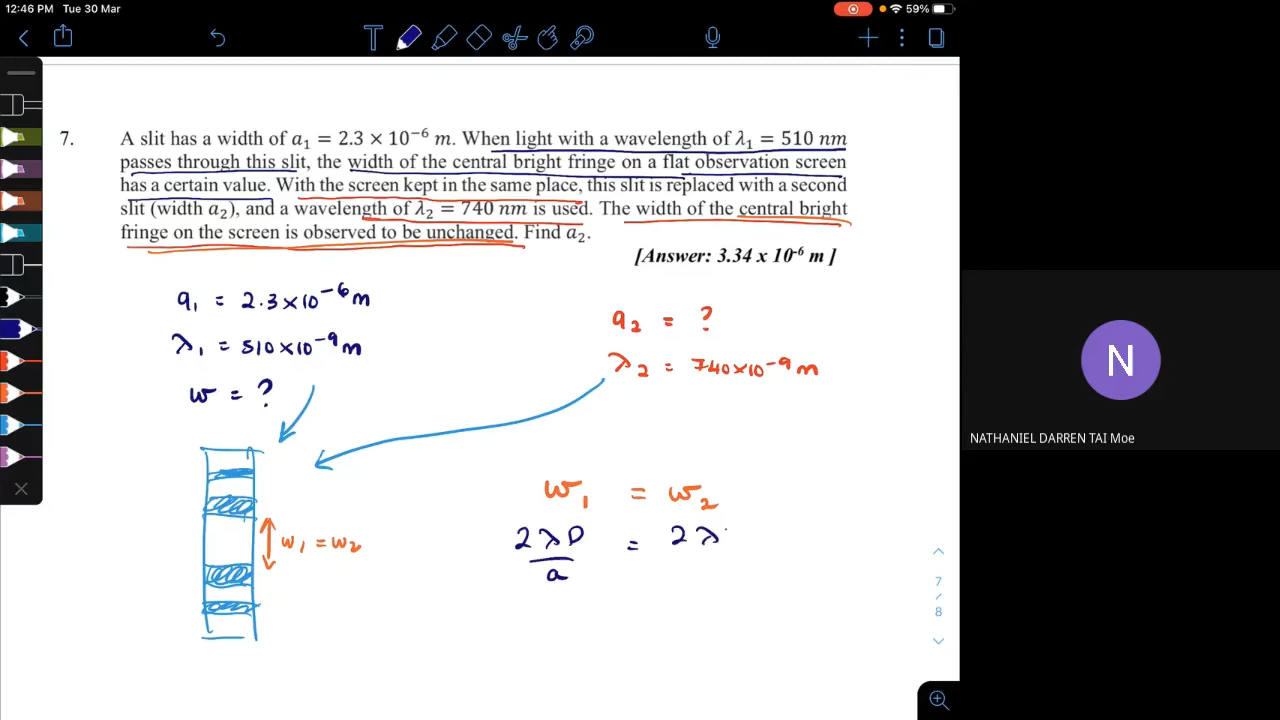 12:46 PM Tue 30 Mar
59%
7. A slit has a width of a₁ = 2.3 × 10⁻⁶ m. When light with a wavelength of λ₁ = 510 nm
passes through this slit, the width of the central bright fringe on a flat observation screen
has a certain value. With the screen kept in the same place, this slit is replaced with a second
slit (width a₂), and a wavelength of λ₂ = 740 nm is used. The width of the central bright
fringe on the screen is observed to be unchanged. Find a₂.
[Answer: 3.34 x 10⁻⁶ m ]
a₁ = 2.3×10⁻⁶ m
λ₁ = 510×10⁻⁹ m
w = ?
a₂ = ?
λ₂ = 740×10⁻⁹ m
w₁ = w₂
w₁ = w₂
2λD/a = 2λ
7
/
8
N
NATHANIEL DARREN TAI Moe